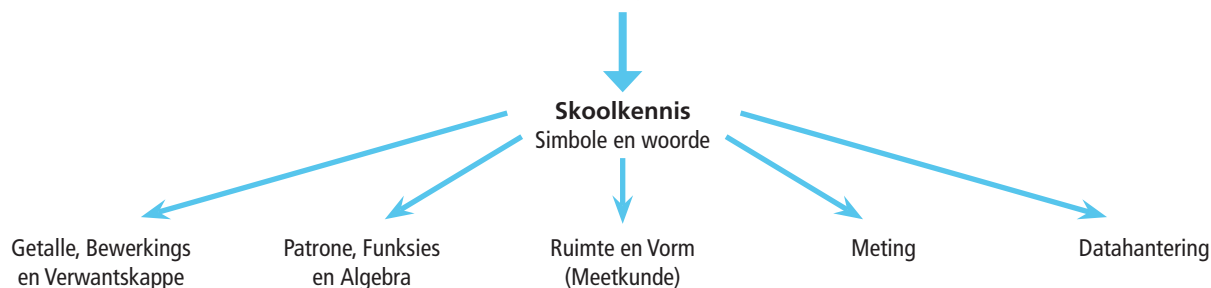 Skoolkennis
Simbole en woorde
Getalle, Bewerkings
en Verwantskappe
Patrone, Funksies
en Algebra
Ruimte en Vorm
(Meetkunde)
Meting
Datahantering